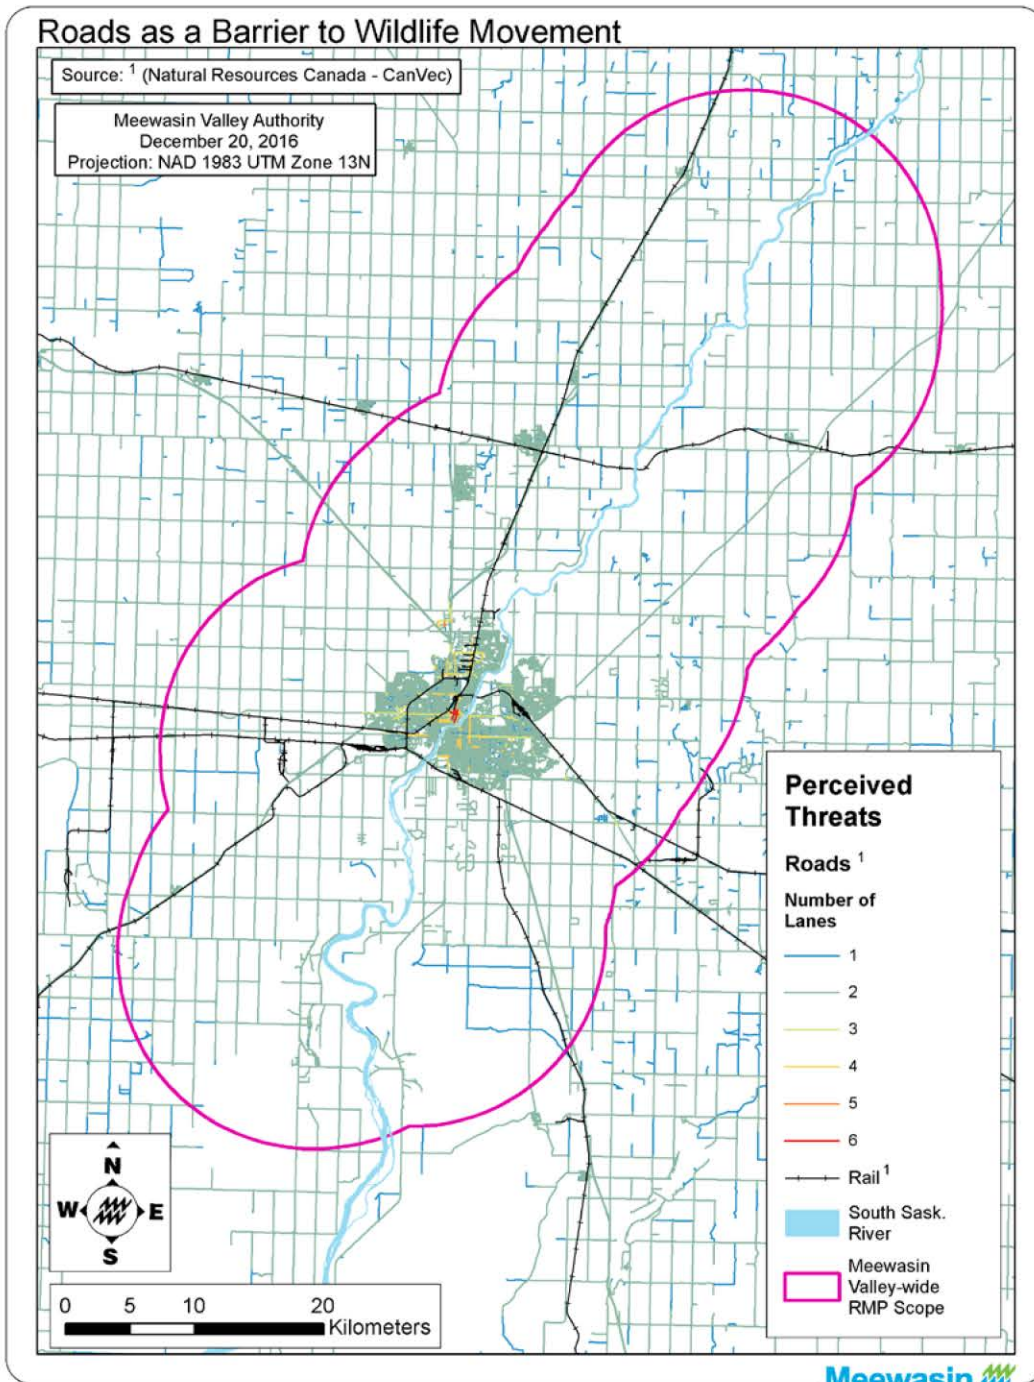 Roads as a Barrier to Wildlife Movement
Source: 1 (Natural Resources Canada - CanVec)
Meewasin Valley Authority
December 20, 2016
Projection: NAD 1983 UTM Zone 13N
Perceived
Threats
Roads 1
Number of
Lanes
1
2
3
4
5
6
Rail 1
South Sask.
River
Meewasin
Valley-wide
RMP Scope
N
W E
S
0 5 10 20
Kilometers
Meewasin